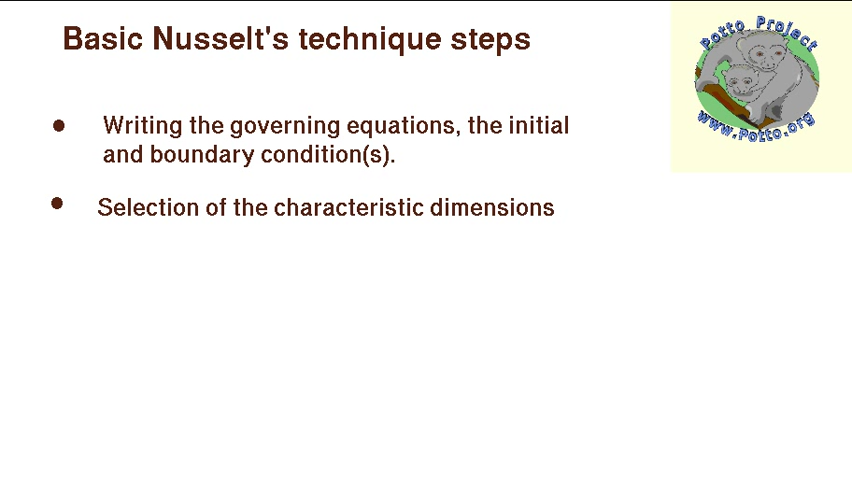 Basic Nusselt's technique steps
Potto Project
www.Potto.org
● Writing the governing equations, the initial
and boundary condition(s).
● Selection of the characteristic dimensions